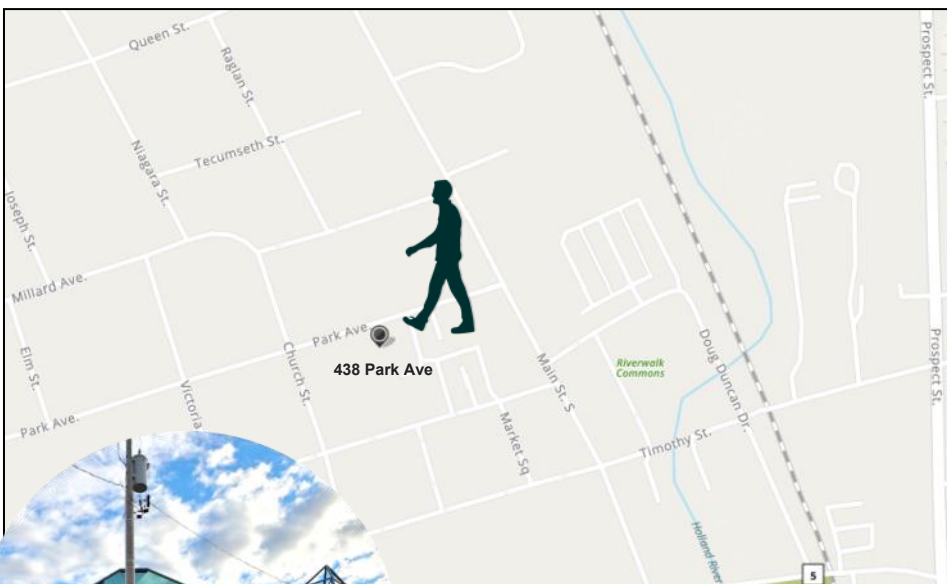 Queen St.
Raglan St.
Prospect St.
Tecumseth St.
Niagara St.
Joseph St.
Millard Ave.
Park Ave.
438 Park Ave
Church St.
Elm St.
Victoria
Park Ave.
Main St. S
Riverwalk
Commons
Doug Duncan Dr.
Prospect St.
Market Sq
Timothy St.
Holland River
5